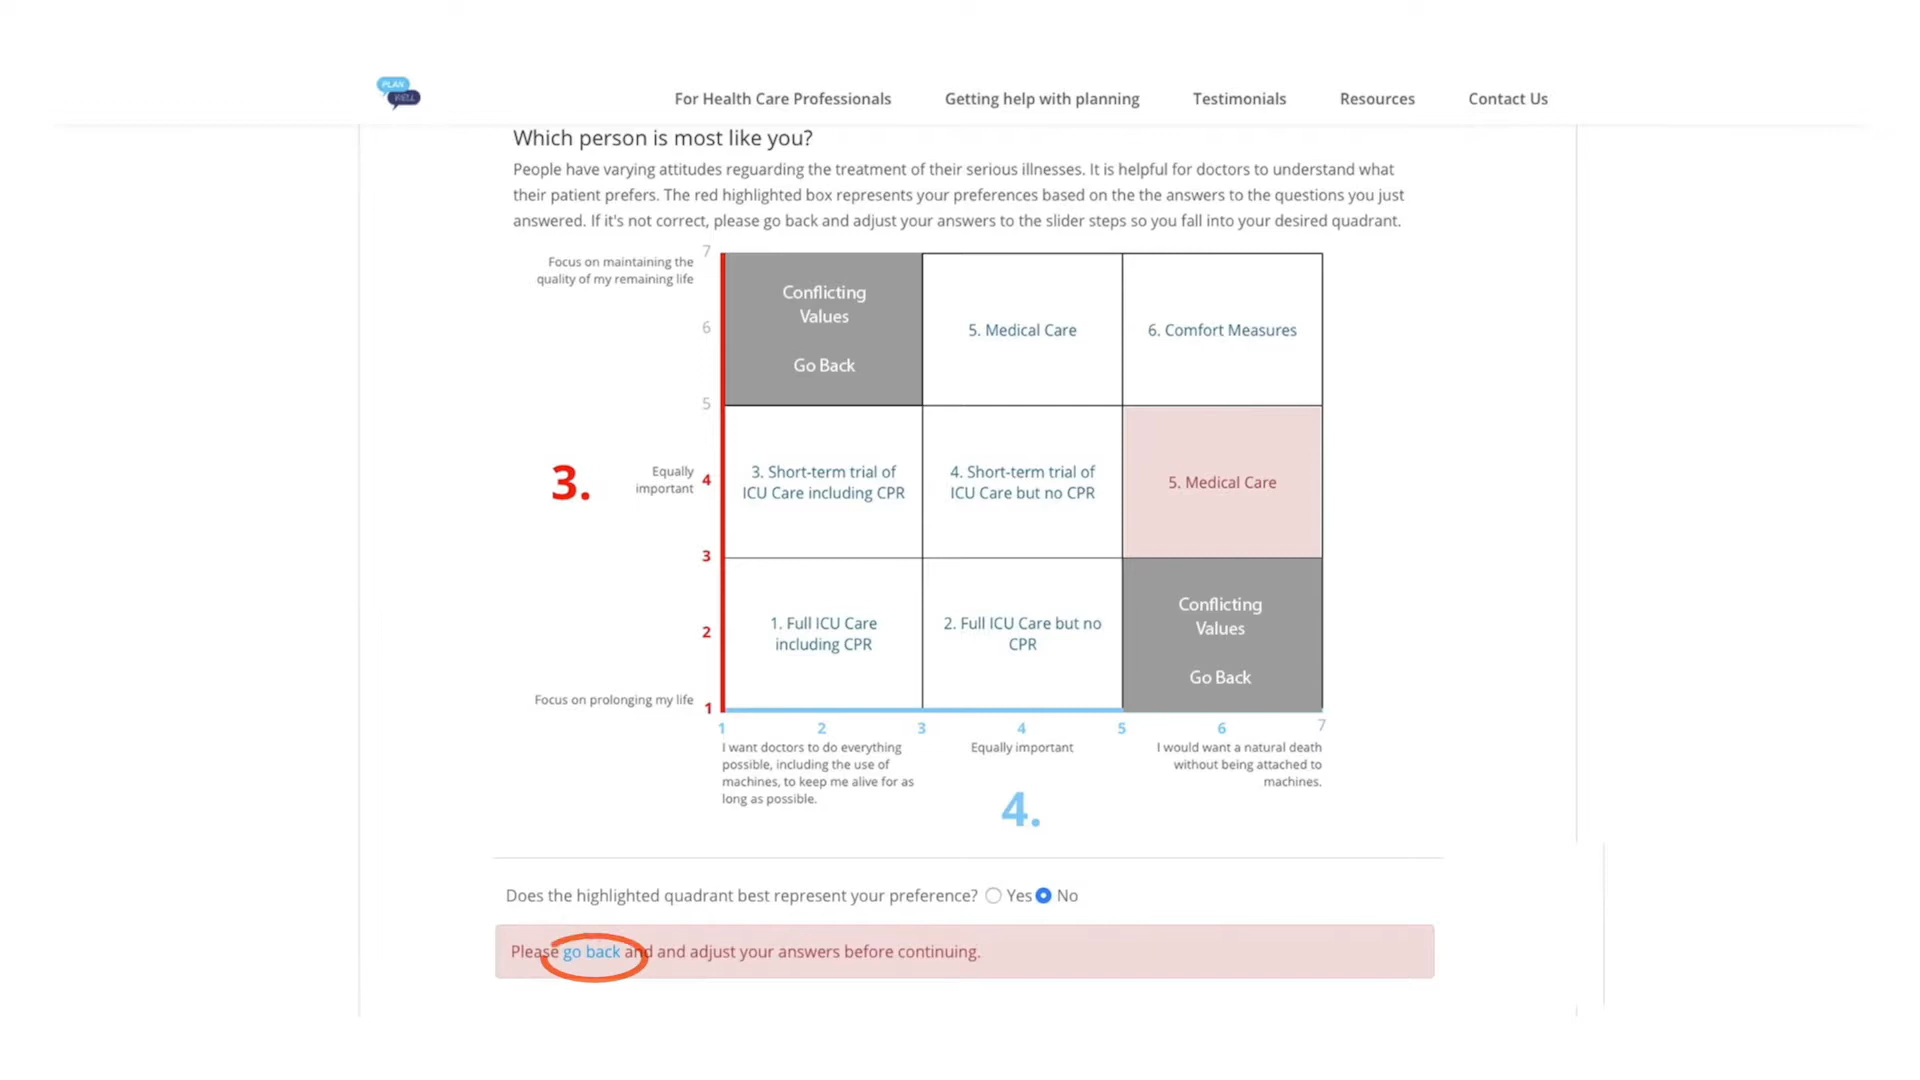 PLAN
WELL
For Health Care Professionals
Getting help with planning
Testimonials
Resources
Contact Us
Which person is most like you?
People have varying attitudes reguarding the treatment of their serious illnesses. It is helpful for doctors to understand what
their patient prefers. The red highlighted box represents your preferences based on the the answers to the questions you just
answered. If it's not correct, please go back and adjust your answers to the slider steps so you fall into your desired quadrant.
7
Focus on maintaining the
quality of my remaining life
6
5
3.
Equally
important
4
3
2
Focus on prolonging my life
1
Conflicting
Values
Go Back
5. Medical Care
6. Comfort Measures
3. Short-term trial of
ICU Care including CPR
4. Short-term trial of
ICU Care but no CPR
5. Medical Care
1. Full ICU Care
including CPR
2. Full ICU Care but no
CPR
Conflicting
Values
Go Back
1
2
3
4
5
6
7
I want doctors to do everything
possible, including the use of
machines, to keep me alive for as
long as possible.
Equally important
I would want a natural death
without being attached to
machines.
4.
Does the highlighted quadrant best represent your preference? Yes No
Please go back and and adjust your answers before continuing.